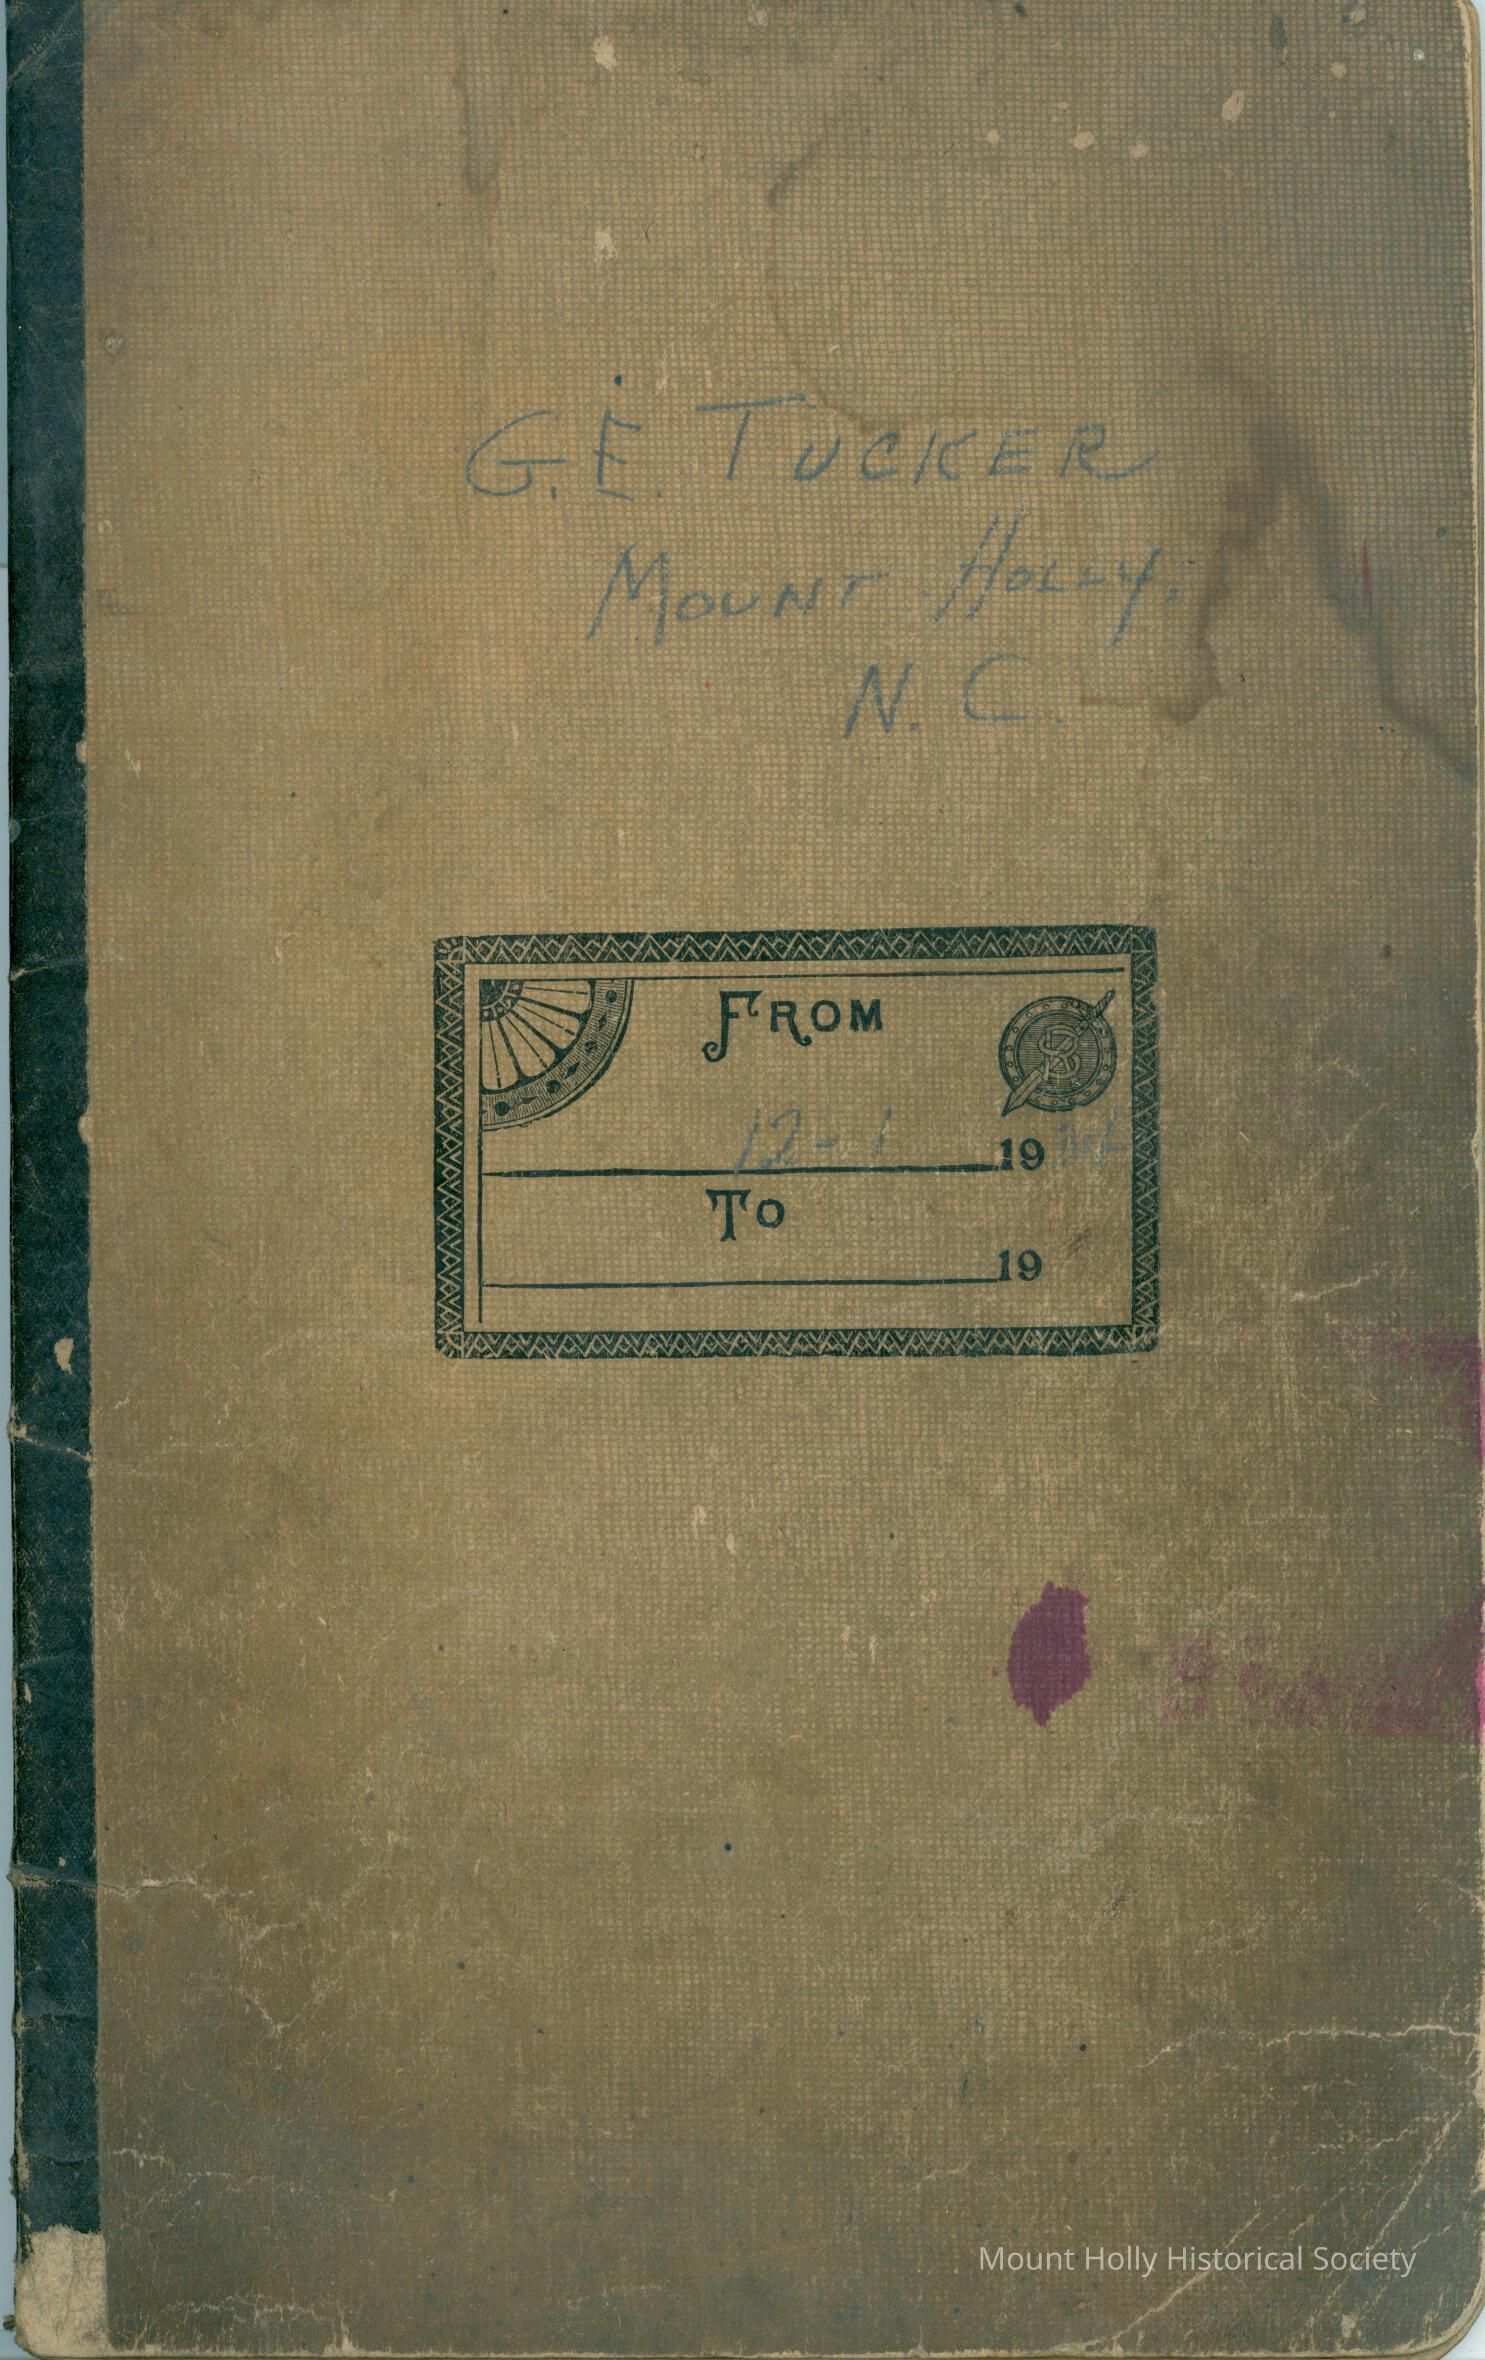 G.E. TUCKER
MOUNT HOLLY.
N. C.
FROM
12-1 19
TO
19
Mount Holly Historical Society